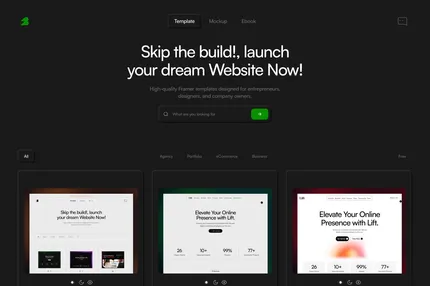 Template Mockup Ebook
Skip the build!, launch
your dream Website Now!
High-quality Framer templates designed for entrepreneurs,
designers, and company owners.
What are you looking for
All Agency Portfolio eCommerce Business Free
Skip the build!, launch
your dream Website Now!
Elevate Your Online
Presence with Lift.
26 10+ 99% 77+
Elevate Your Online
Presence with Lift.
26 10+ 99% 77+